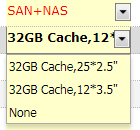 SAN+NAS
32GB Cache,12*
32GB Cache,25*2.5"
32GB Cache,12*3.5"
None